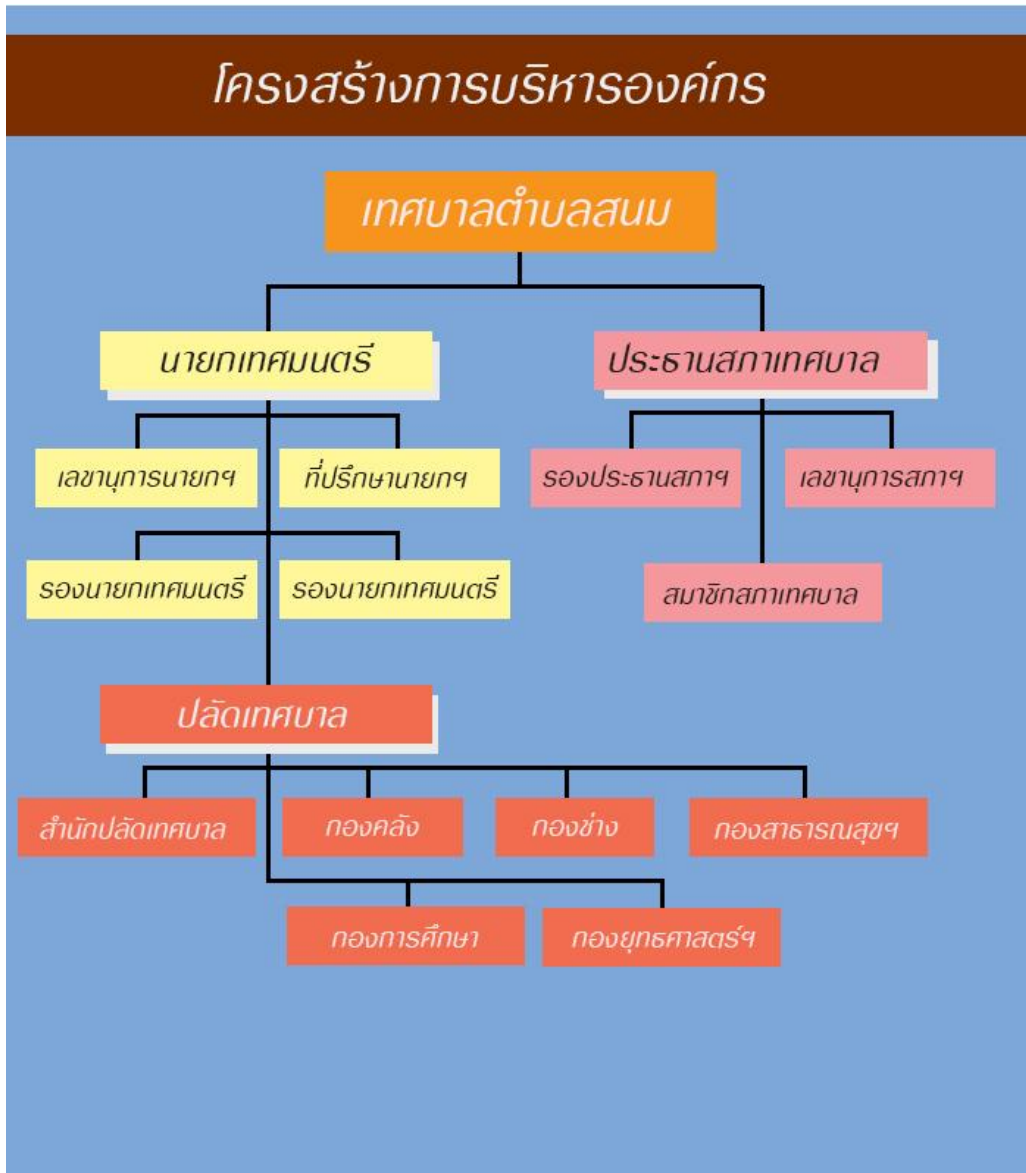 โครงสร้างการบริหารองค์กร
เทศบาลตำบลสนม
นายกเทศมนตรี
ประธานสภาเทศบาล
เลขานุการนายกฯ
ที่ปรึกษานายกฯ
รองประธานสภาฯ
เลขานุการสภาฯ
รองนายกเทศมนตรี
รองนายกเทศมนตรี
สมาชิกสภาเทศบาล
ปลัดเทศบาล
สำนักปลัดเทศบาล
กองคลัง
กองช่าง
กองสาธารณสุขฯ
กองการศึกษา
กองยุทธศาสตร์ฯ